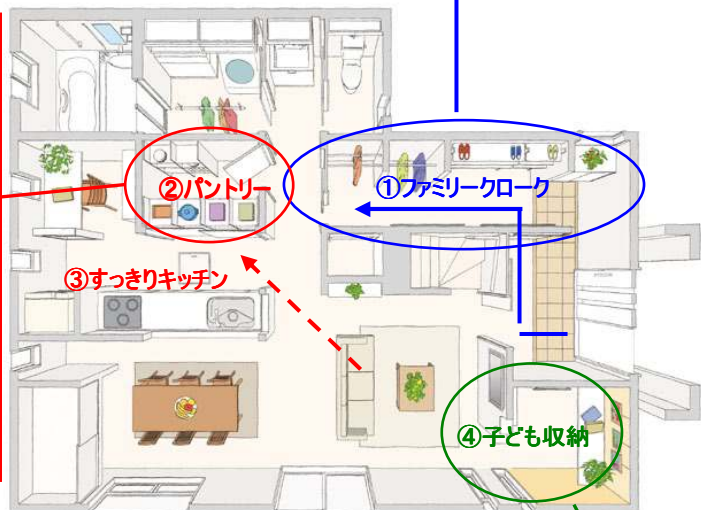 ①ファミリークローク
②パントリー
③すっきりキッチン
④子ども収納